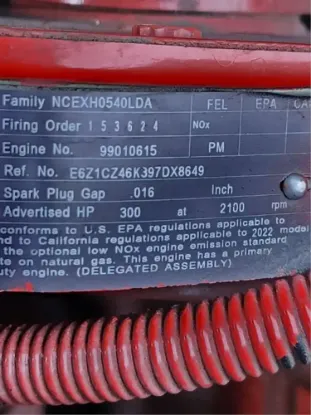 Family NCEXH0540LDA FEL EPA CA
Firing Order 1 5 3 6 2 4 NOx
Engine No. 99010615 PM
Ref. No. E6Z1CZ46K397DX8649
Spark Plug Gap .016 Inch
Advertised HP 300 at 2100 rpm
conforms to U.S. EPA regulations applicable to
nd to California regulations applicable to 2022 model
the optional low NOx engine emission standard
te on natural gas. This engine has a primary
uty engine. (DELEGATED ASSEMBLY)